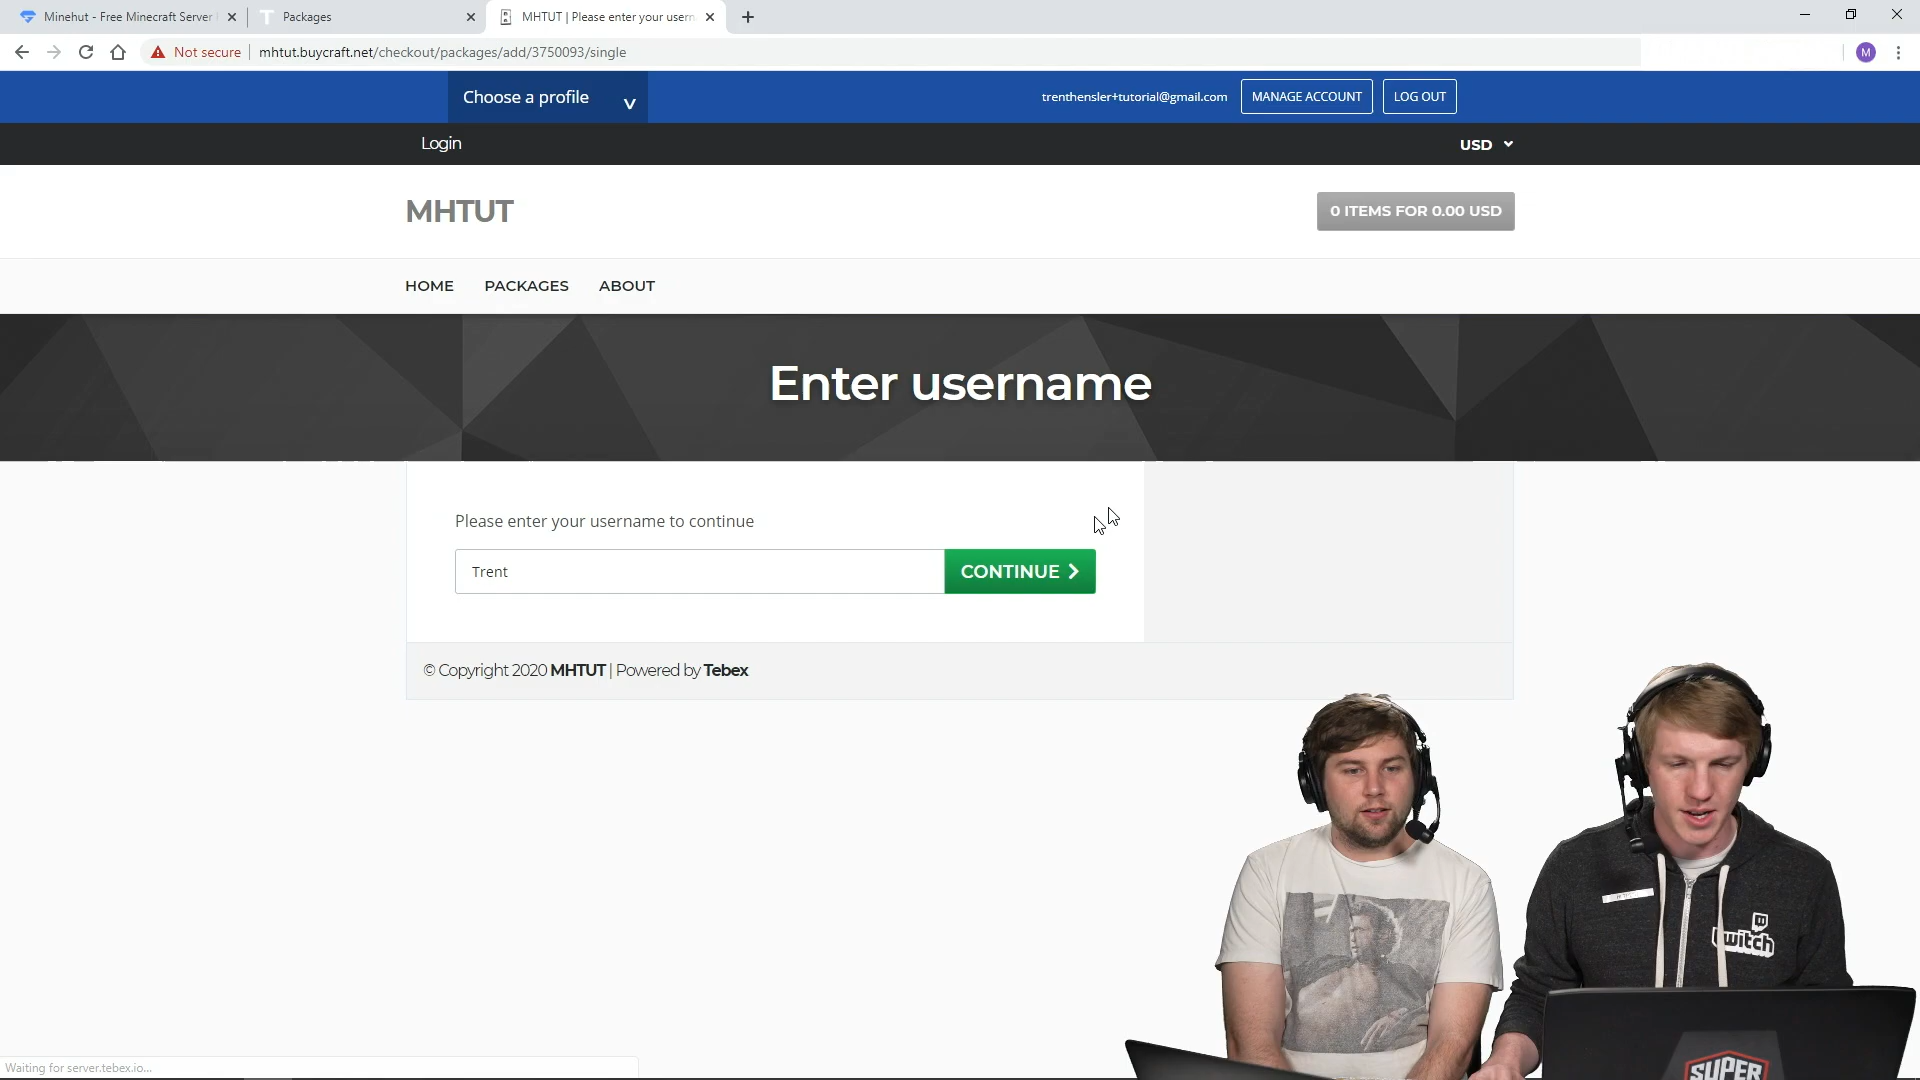 Minehut - Free Minecraft Server
Packages
MHTUT | Please enter your usern
Not secure
mhtut.buycraft.net/checkout/packages/add/3750093/single
M
Choose a profile
trenthensler+tutorial@gmail.com
MANAGE ACCOUNT
LOG OUT
Login
USD
MHTUT
0 ITEMS FOR 0.00 USD
HOME
PACKAGES
ABOUT
Enter username
Please enter your username to continue
Trent
CONTINUE
© Copyright 2020 MHTUT | Powered by Tebex
twitch
SUPER
Waiting for server.tebex.io...